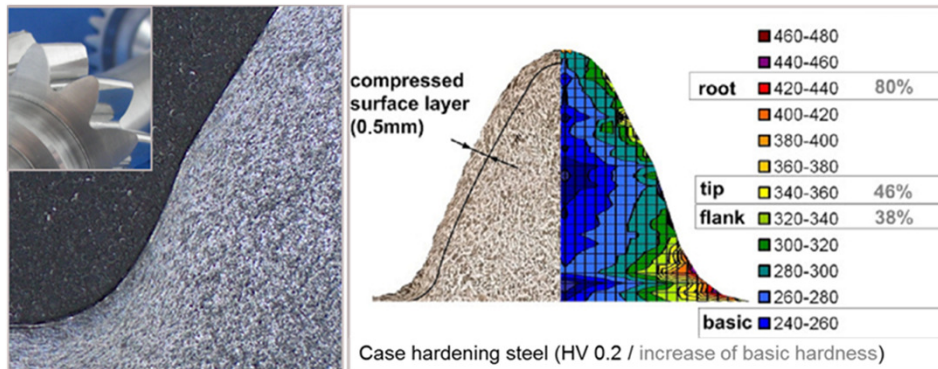 compressed
surface layer
(0.5mm)
460-480
440-460
root 420-440 80%
400-420
380-400
360-380
tip 340-360 46%
flank 320-340 38%
300-320
280-300
260-280
basic 240-260
Case hardening steel (HV 0.2 / increase of basic hardness)